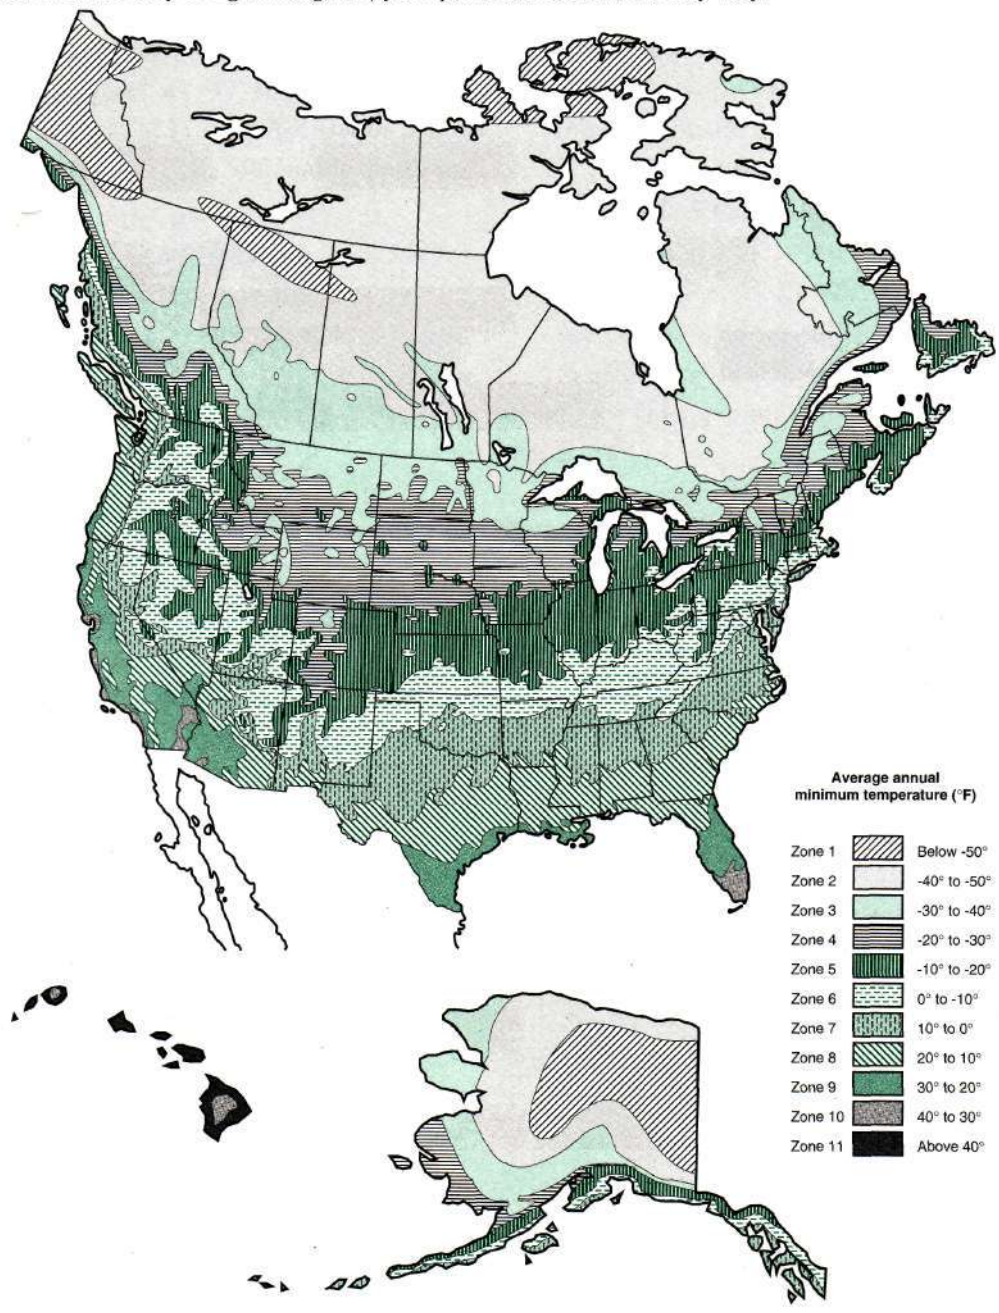 Average annual
minimum temperature (°F)
Zone 1 Below -50°
Zone 2 -40° to -50°
Zone 3 -30° to -40°
Zone 4 -20° to -30°
Zone 5 -10° to -20°
Zone 6 0° to -10°
Zone 7 10° to 0°
Zone 8 20° to 10°
Zone 9 30° to 20°
Zone 10 40° to 30°
Zone 11 Above 40°